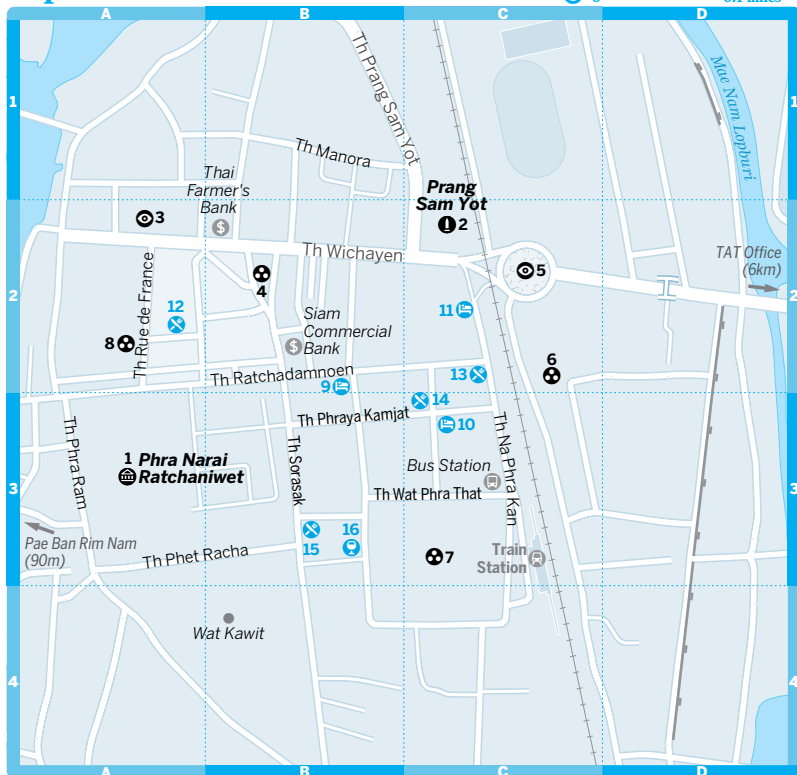 A
B
C
D
1
Th Prang Sam Yot
Mae Nam Lopburi
1
Th Manora
Thai
Farmer's
Bank
$
Prang
Sam Yot
3
2
Th Wichayen
TAT Office
(6km)
5
4
2
2
Th Rue de France
12
11
Siam
Commercial
Bank
$
8
6
Th Ratchadamnoen
13
9
14
Th Phraya Kamjat
10
Th Phra Ram
Th Sorasak
Th Na Phra Kan
1
Phra Narai
Ratchaniwet
Bus Station
3
3
Th Wat Phra That
Pae Ban Rim Nam
(90m)
16
15
7
Th Phet Racha
Train
Station
Wat Kawit
4
4
A
B
C
D